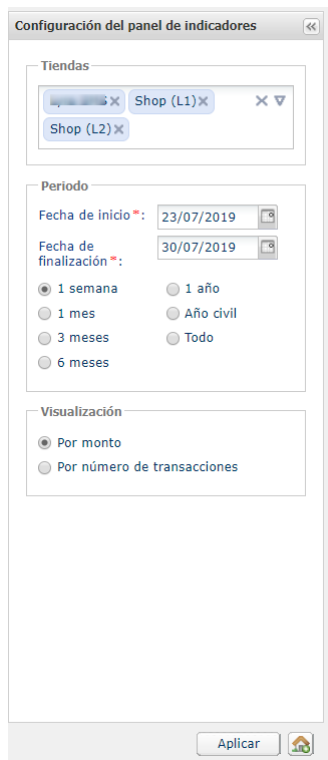 Configuración del panel de indicadores
Tiendas
Shop (L1)
Shop (L2)
Periodo
Fecha de inicio *: 23/07/2019
Fecha de finalización *: 30/07/2019
1 semana 1 año
1 mes Año civil
3 meses Todo
6 meses
Visualización
Por monto
Por número de transacciones
Aplicar